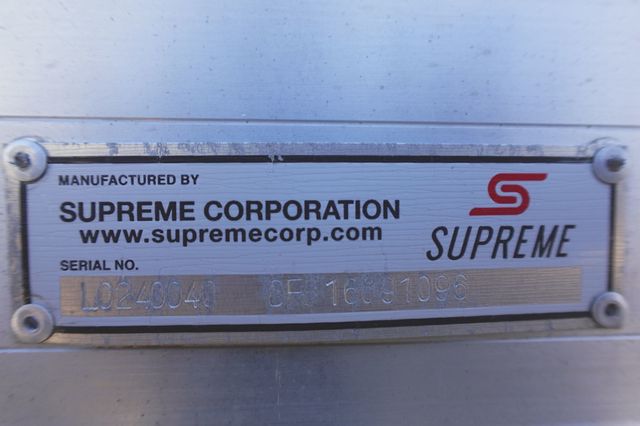 MANUFACTURED BY
SUPREME CORPORATION
www.supremecorp.com
SUPREME
SERIAL NO.